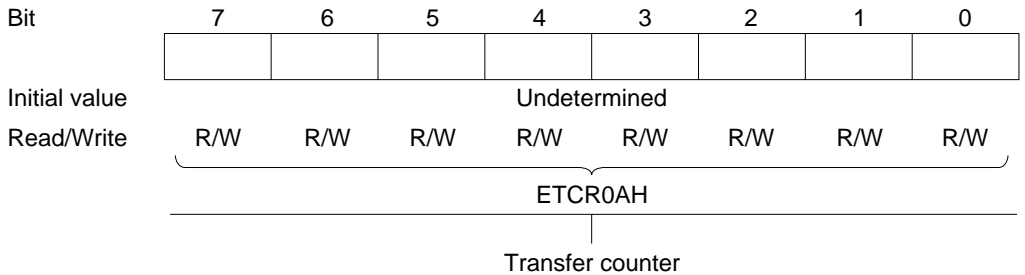 Bit 7 6 5 4 3 2 1 0
Initial value Undetermined
Read/Write R/W R/W R/W R/W R/W R/W R/W R/W
ETCR0AH
Transfer counter